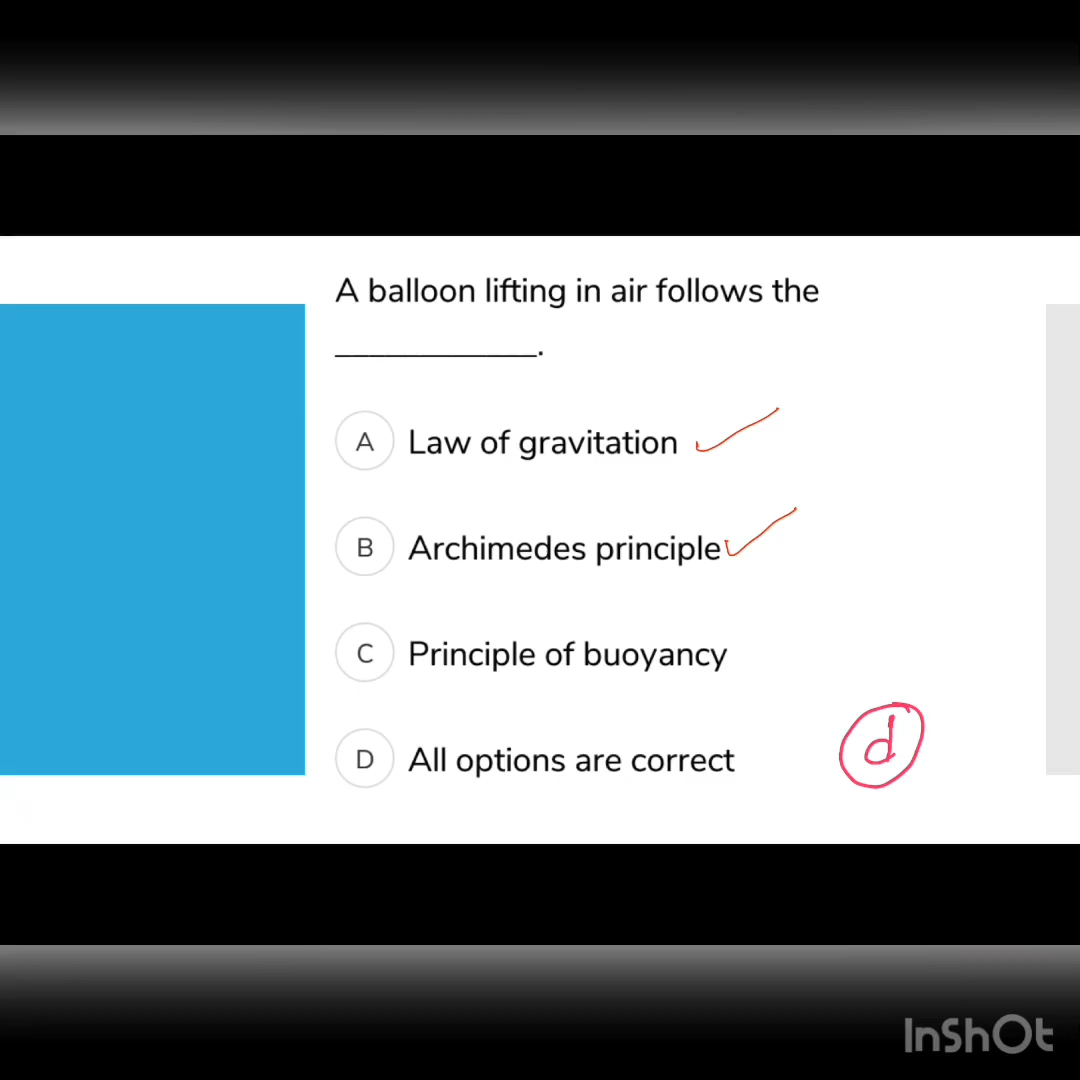 A balloon lifting in air follows the
____________.
A Law of gravitation
B Archimedes principle
C Principle of buoyancy
D All options are correct
d
InShOt